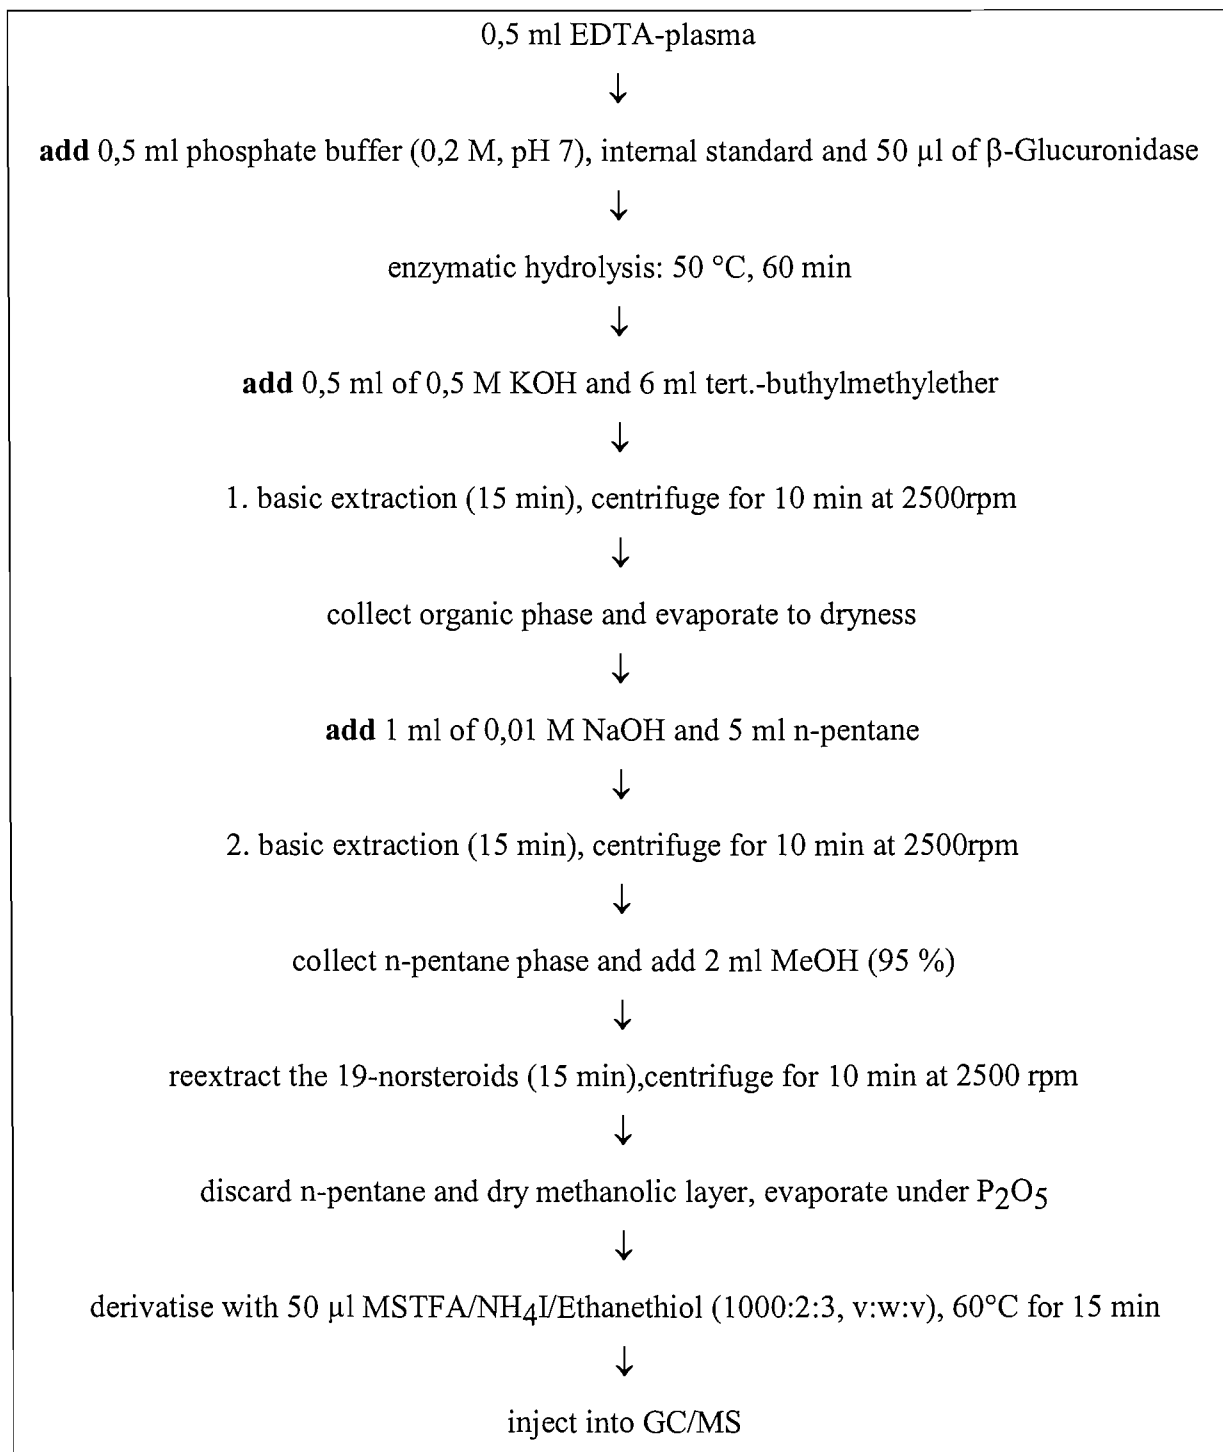 0,5 ml EDTA-plasma
↓
add 0,5 ml phosphate buffer (0,2 M, pH 7), internal standard and 50 µl of β-Glucuronidase
↓
enzymatic hydrolysis: 50 °C, 60 min
↓
add 0,5 ml of 0,5 M KOH and 6 ml tert.-buthylmethylether
↓
1. basic extraction (15 min), centrifuge for 10 min at 2500rpm
↓
collect organic phase and evaporate to dryness
↓
add 1 ml of 0,01 M NaOH and 5 ml n-pentane
↓
2. basic extraction (15 min), centrifuge for 10 min at 2500rpm
↓
collect n-pentane phase and add 2 ml MeOH (95 %)
↓
reextract the 19-norsteroids (15 min),centrifuge for 10 min at 2500 rpm
↓
discard n-pentane and dry methanolic layer, evaporate under P₂O₅
↓
derivatise with 50 µl MSTFA/NH₄I/Ethanethiol (1000:2:3, v:w:v), 60°C for 15 min
↓
inject into GC/MS